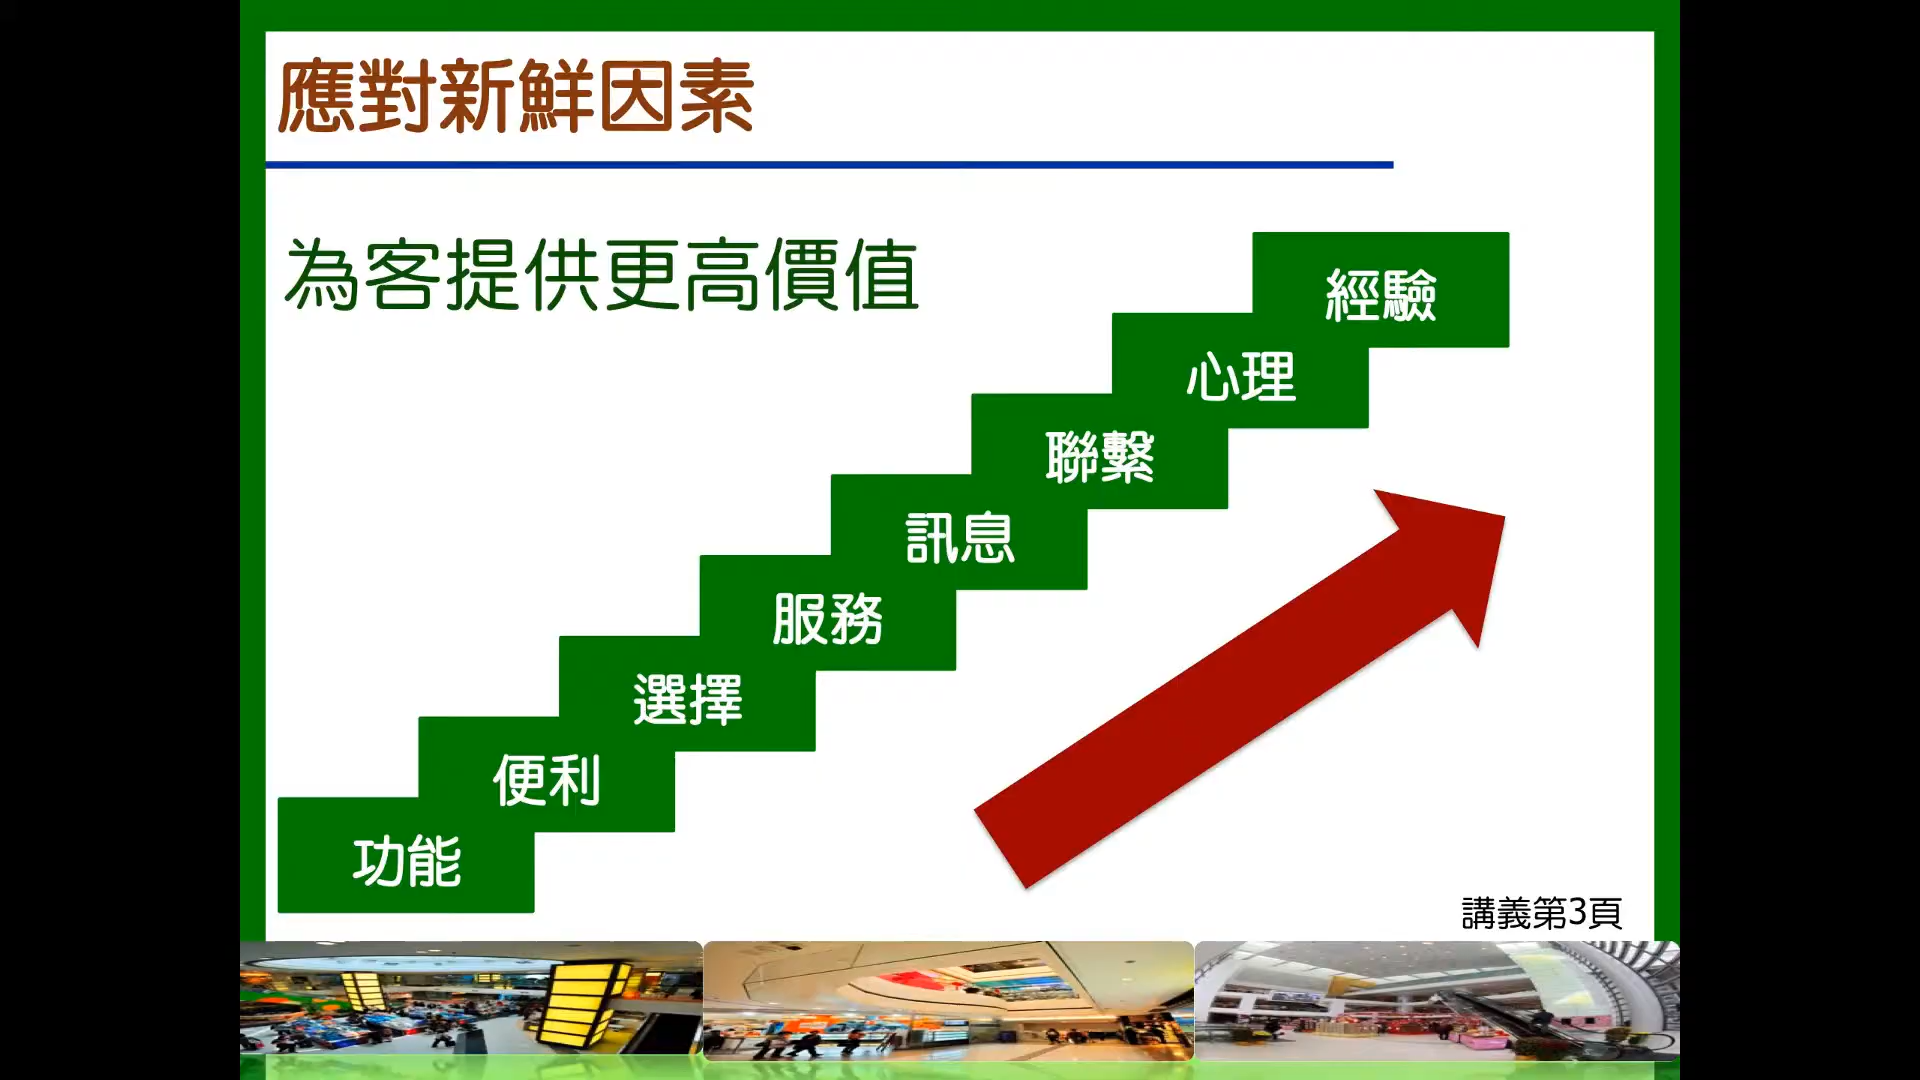 應對新鮮因素
為客提供更高價值
經驗
心理
聯繫
訊息
服務
選擇
便利
功能
講義第3頁